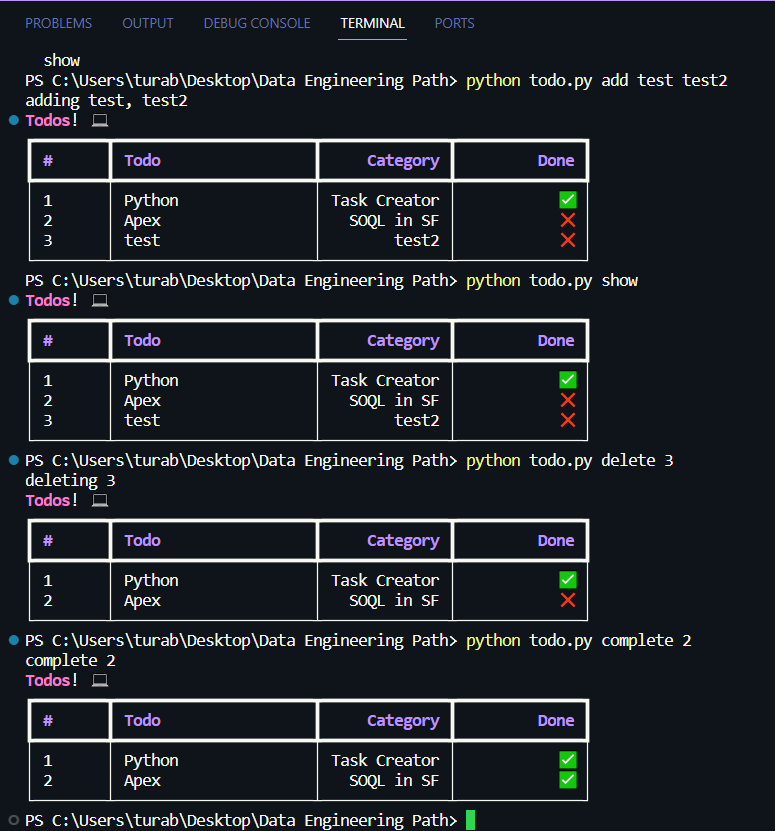 PROBLEMS OUTPUT DEBUG CONSOLE TERMINAL PORTS
show
PS C:\Users\turab\Desktop\Data Engineering Path> python todo.py add test test2
adding test, test2
Todos! 💻
# Todo Category Done
1 Python Task Creator ✅
2 Apex SOQL in SF ❌
3 test test2 ❌
PS C:\Users\turab\Desktop\Data Engineering Path> python todo.py show
Todos! 💻
# Todo Category Done
1 Python Task Creator ✅
2 Apex SOQL in SF ❌
3 test test2 ❌
PS C:\Users\turab\Desktop\Data Engineering Path> python todo.py delete 3
deleting 3
Todos! 💻
# Todo Category Done
1 Python Task Creator ✅
2 Apex SOQL in SF ❌
PS C:\Users\turab\Desktop\Data Engineering Path> python todo.py complete 2
complete 2
Todos! 💻
# Todo Category Done
1 Python Task Creator ✅
2 Apex SOQL in SF ✅
PS C:\Users\turab\Desktop\Data Engineering Path>